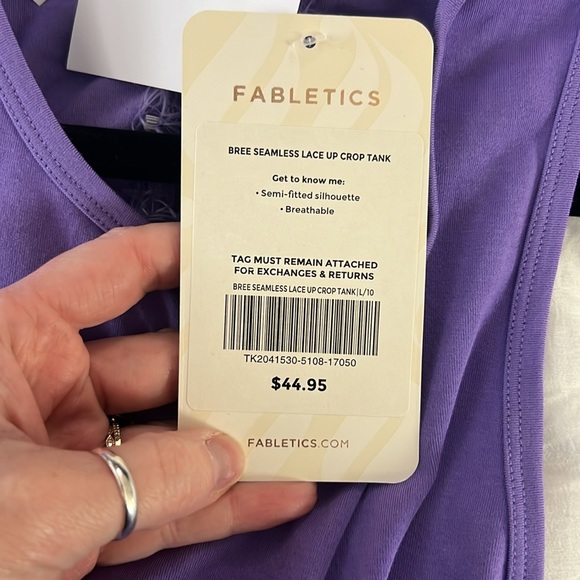 FABLETICS
BREE SEAMLESS LACE UP CROP TANK
Get to know me:
• Semi-fitted silhouette
• Breathable
TAG MUST REMAIN ATTACHED
FOR EXCHANGES & RETURNS
BREE SEAMLESS LACE UP CROP TANK|L/10
TK2041530-5108-17050
$44.95
FABLETICS.COM